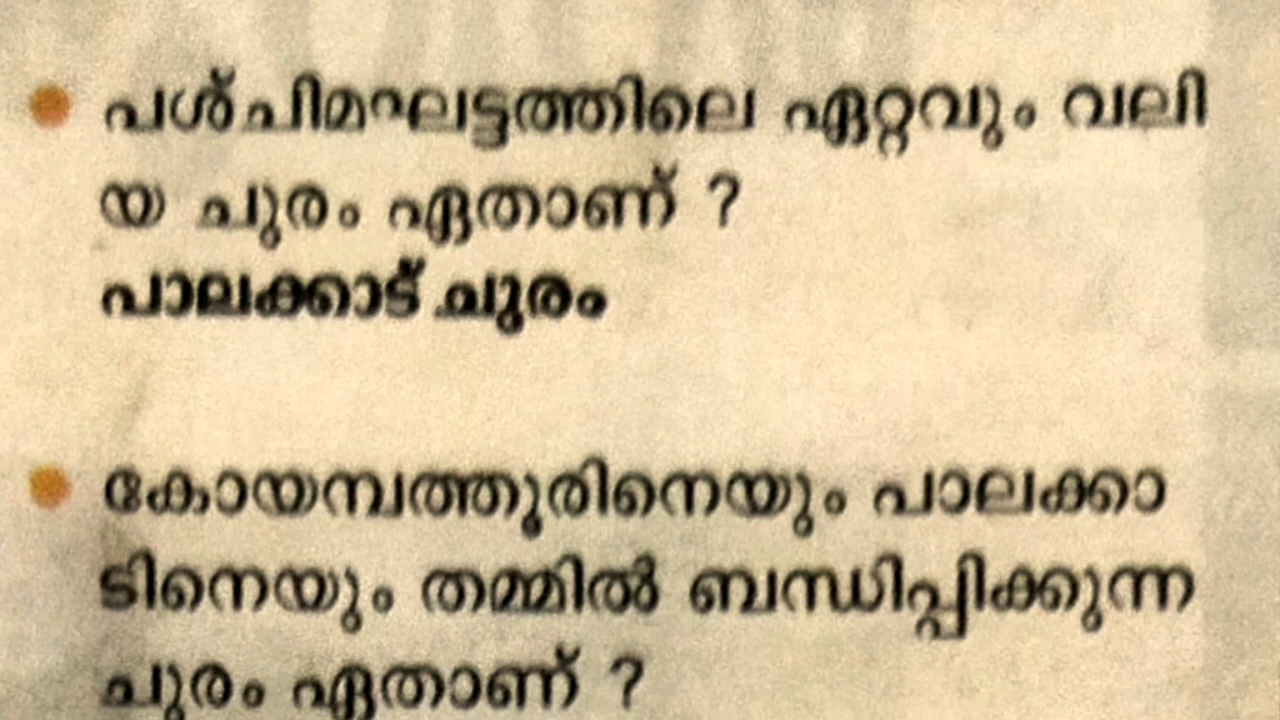 പശ്ചിമഘട്ടത്തിലെ ഏറ്റവും വലി
യ ചുരം ഏതാണ് ?
പാലക്കാട് ചുരം
കോയമ്പത്തൂരിനെയും പാലക്കാ
ടിനെയും തമ്മിൽ ബന്ധിപ്പിക്കുന്ന
ചുരം ഏതാണ് ?